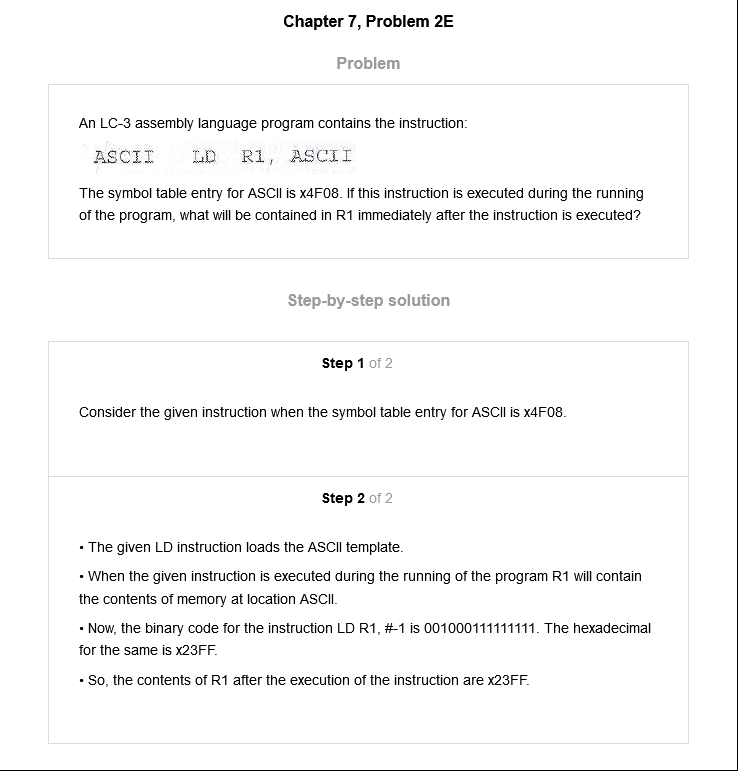 Chapter 7, Problem 2E
Problem
An LC-3 assembly language program contains the instruction:
ASCII LD R1, ASCII
The symbol table entry for ASCII is x4F08. If this instruction is executed during the running
of the program, what will be contained in R1 immediately after the instruction is executed?
Step-by-step solution
Step 1 of 2
Consider the given instruction when the symbol table entry for ASCII is x4F08.
Step 2 of 2
• The given LD instruction loads the ASCII template.
• When the given instruction is executed during the running of the program R1 will contain
the contents of memory at location ASCII.
• Now, the binary code for the instruction LD R1, #-1 is 001000111111111. The hexadecimal
for the same is x23FF.
• So, the contents of R1 after the execution of the instruction are x23FF.